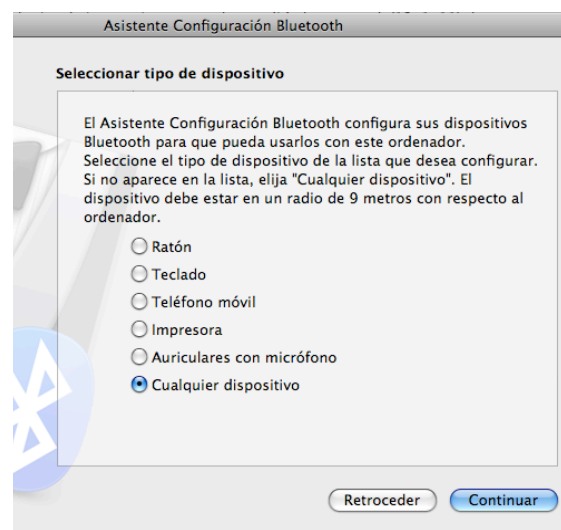 Asistente Configuración Bluetooth
Seleccionar tipo de dispositivo
El Asistente Configuración Bluetooth configura sus dispositivos
Bluetooth para que pueda usarlos con este ordenador.
Seleccione el tipo de dispositivo de la lista que desea configurar.
Si no aparece en la lista, elija "Cualquier dispositivo". El
dispositivo debe estar en un radio de 9 metros con respecto al
ordenador.
Ratón
Teclado
Teléfono móvil
Impresora
Auriculares con micrófono
Cualquier dispositivo
Retroceder Continuar